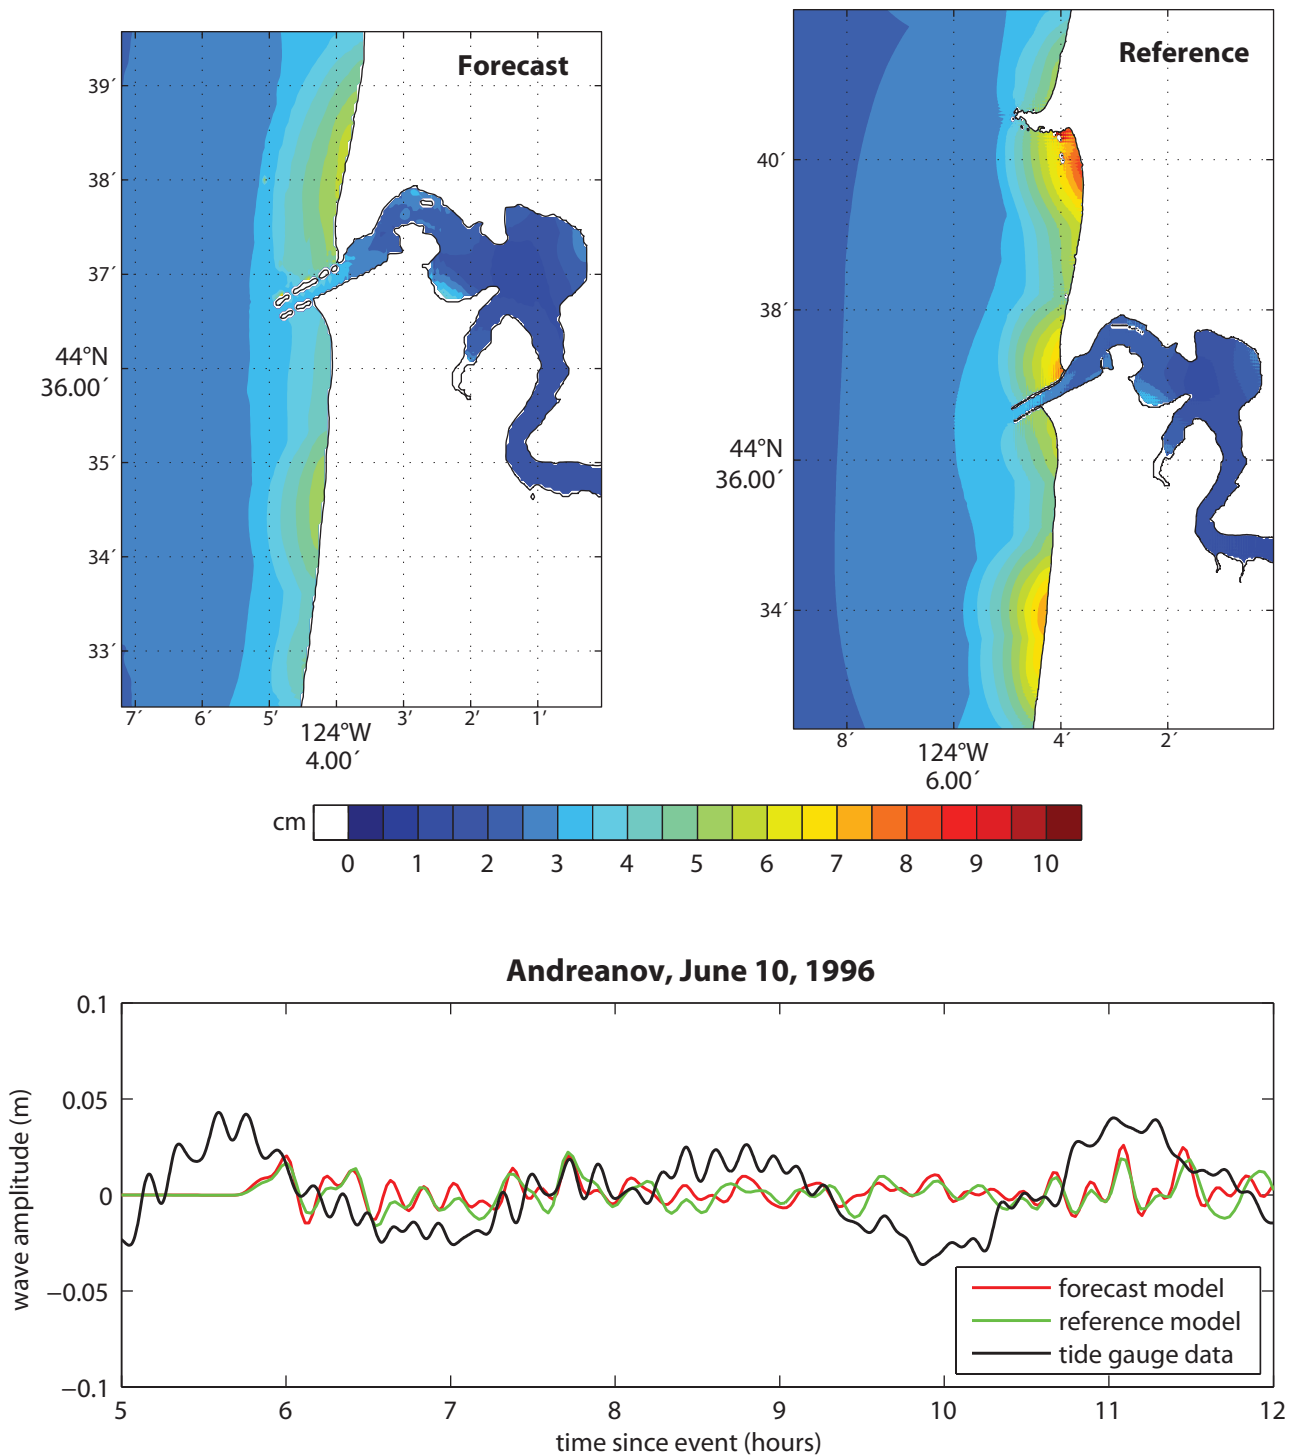 Forecast
39′
38′
37′
44°N
36.00′
35′
34′
33′
7′ 6′ 5′ 3′ 2′ 1′
124°W
4.00′
Reference
40′
38′
44°N
36.00′
34′
8′ 4′ 2′
124°W
6.00′
cm
0 1 2 3 4 5 6 7 8 9 10
Andreanov, June 10, 1996
wave amplitude (m)
0.1
0.05
0
−0.05
−0.1
forecast model
reference model
tide gauge data
5 6 7 8 9 10 11 12
time since event (hours)